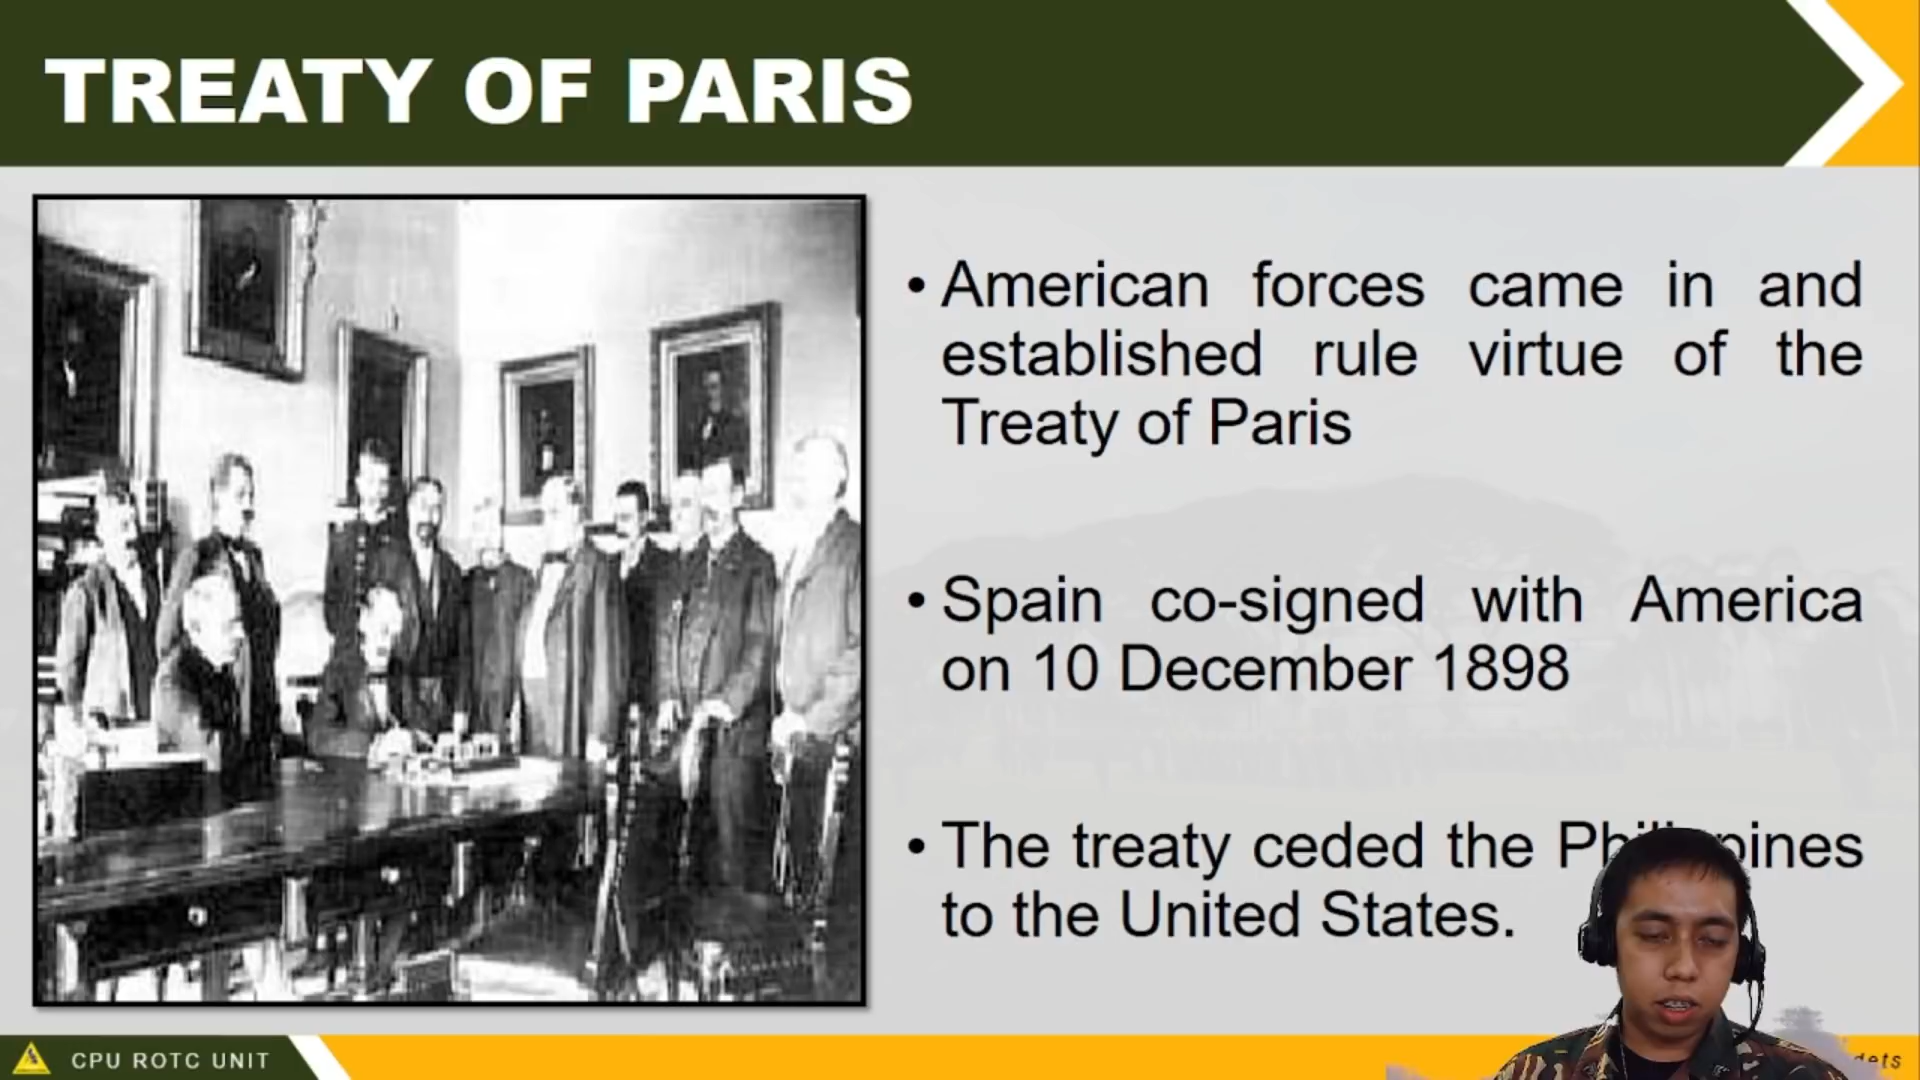 TREATY OF PARIS
• American forces came in and
established rule virtue of the
Treaty of Paris
• Spain co-signed with America
on 10 December 1898
• The treaty ceded the
to the United States.
CPU ROTC UNIT